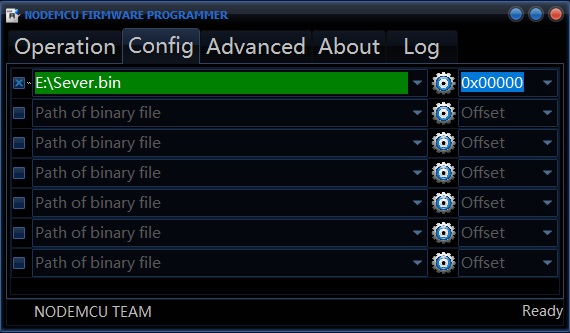 NODEMCU FIRMWARE PROGRAMMER
Operation Config Advanced About Log
E:\Sever.bin 0x00000
Path of binary file Offset
Path of binary file Offset
Path of binary file Offset
Path of binary file Offset
Path of binary file Offset
Path of binary file Offset
NODEMCU TEAM Ready